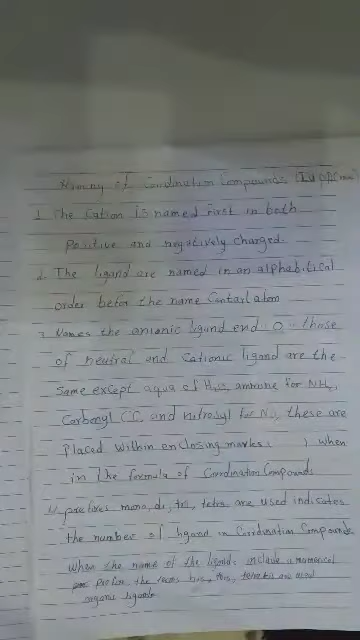 Naming of Coordination Compounds (IUPAC
1. The Cation is named first in both
Positive and negatively charged.
2. The ligand are named in an alphabitical
order befor the name Central atom
3. Names the anionic ligand end o those
of neutral and Cationic ligand are the
Same except aqua of H2O, ammine for NH3,
Carbonyl CO and nitrosyl for NO, these are
Placed within enclosing marks ( ) when
in The formula of Coordination Compounds
4 prefixes mono, di, tri, tetra are used indicates
the number of ligand in Coordination Compounds
when the name of the ligands include a numerical
prefix the terms bis, tris, tetrakis are used
organic ligands